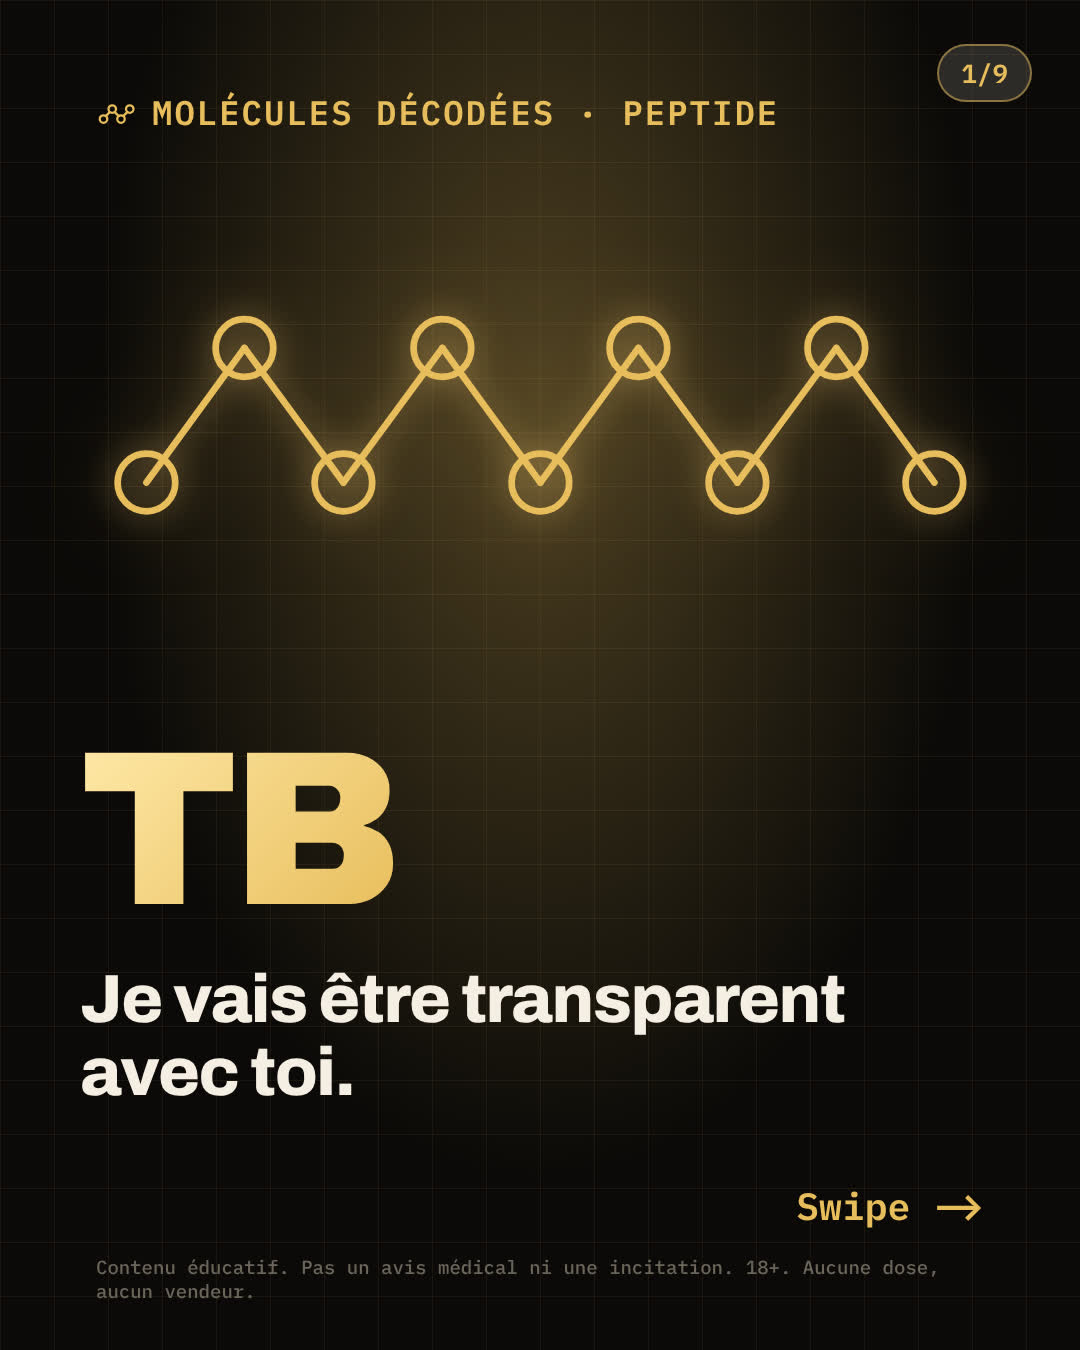 1/9
MOLÉCULES DÉCODÉES · PEPTIDE
TB
Je vais être transparent
avec toi.
Swipe →
Contenu éducatif. Pas un avis médical ni une incitation. 18+. Aucune dose,
aucun vendeur.